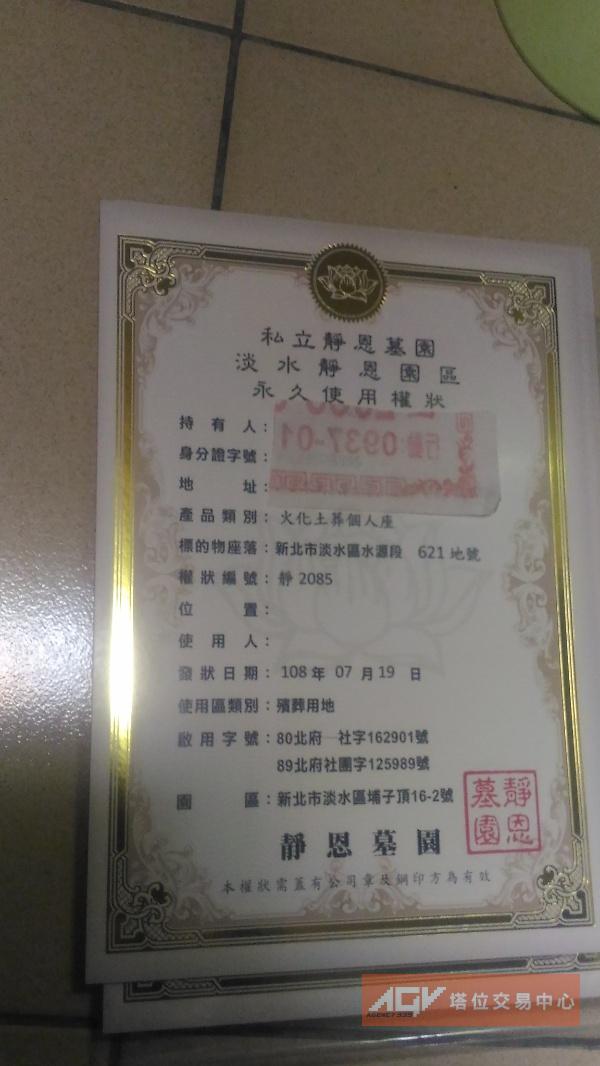 私立靜恩墓園
淡水靜恩園區
永久使用權狀
持有人：
行動：0937-01
身分證字號：
地址：
產品類別：火化土葬個人座
標的物座落：新北市淡水區水源段 621 地號
權狀編號：靜 2085
位置：
使用人：
發狀日期：108 年 07 月 19 日
使用區類別：殯葬用地
啟用字號：80北府一社字162901號
89北府社團字125989號
園區：新北市淡水區埔子頂16-2號
靜恩墓園
靜恩墓園
本權狀需蓋有公司章及鋼印方為有效
AGV 塔位交易中心
AGENCY999